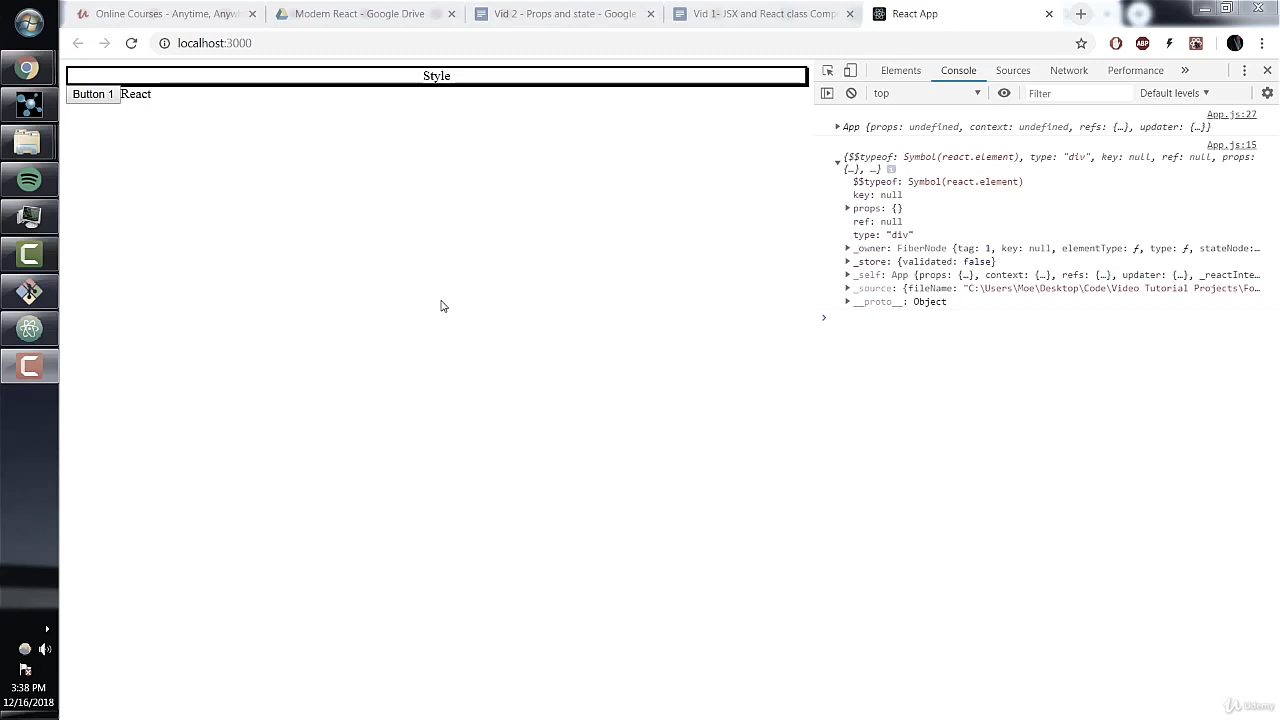 Online Courses - Anytime, Anyw
Modern React - Google Drive
Vid 2 - Props and state - Google
Vid 1- JSX and React class Comp
React App
localhost:3000
ABP
Style
Button 1 React
Elements Console Sources Network Performance
top Filter Default levels
App.js:27
App {props: undefined, context: undefined, refs: {…}, updater: {…}}
App.js:15
{$$typeof: Symbol(react.element), type: "div", key: null, ref: null, props:
{…}, …}
$$typeof: Symbol(react.element)
key: null
props: {}
ref: null
type: "div"
_owner: FiberNode {tag: 1, key: null, elementType: ƒ, type: ƒ, stateNode:…
_store: {validated: false}
_self: App {props: {…}, context: {…}, refs: {…}, updater: {…}, _reactInte…
_source: {fileName: "C:\Users\Moe\Desktop\Code\Video Tutorial Projects\Fo…
__proto__: Object
3:38 PM
12/16/2018
Udemy